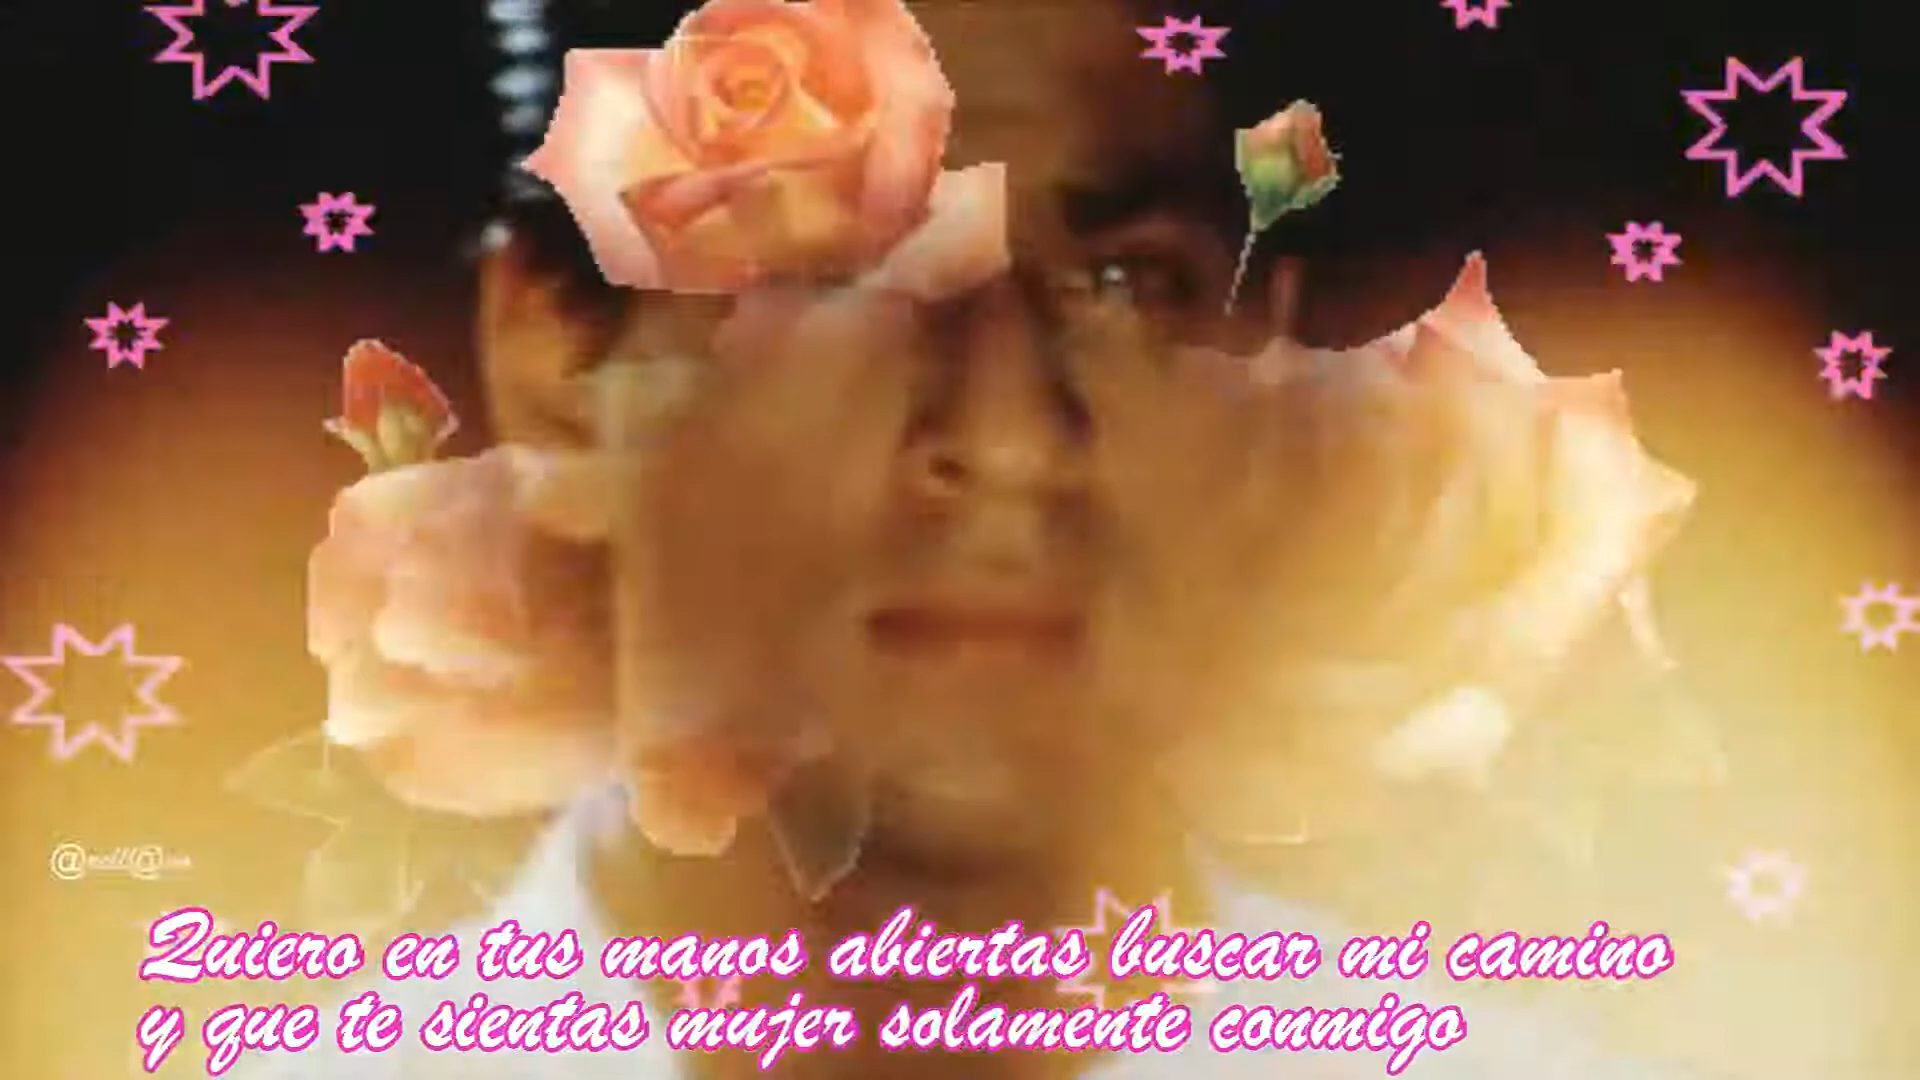 Quiero en tus manos abiertas buscar mi camino
y que te sientas mujer solamente conmigo